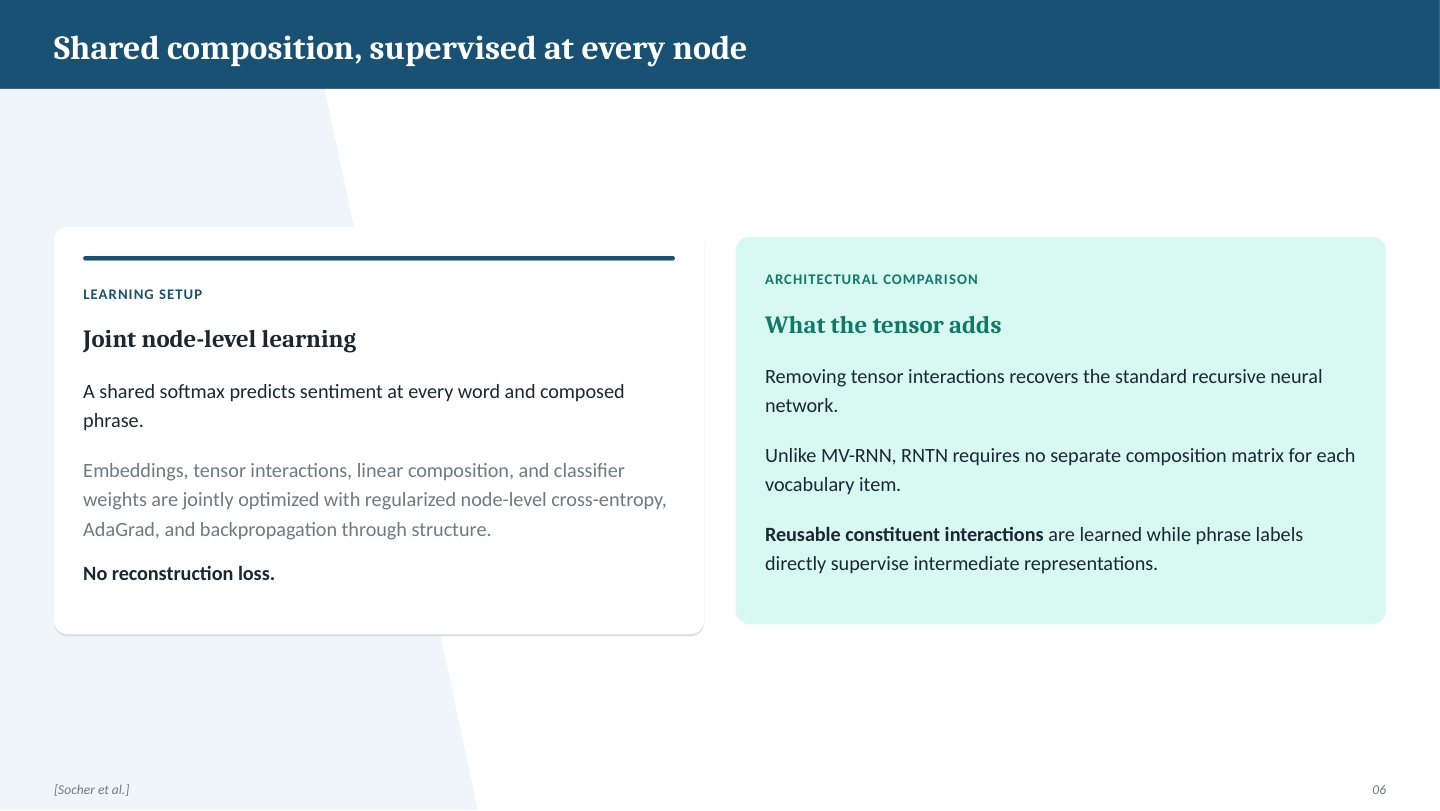 Shared composition, supervised at every node
LEARNING SETUP
Joint node-level learning
A shared softmax predicts sentiment at every word and composed
phrase.
Embeddings, tensor interactions, linear composition, and classifier
weights are jointly optimized with regularized node-level cross-entropy,
AdaGrad, and backpropagation through structure.
No reconstruction loss.
ARCHITECTURAL COMPARISON
What the tensor adds
Removing tensor interactions recovers the standard recursive neural
network.
Unlike MV-RNN, RNTN requires no separate composition matrix for each
vocabulary item.
Reusable constituent interactions are learned while phrase labels
directly supervise intermediate representations.
[Socher et al.]
06